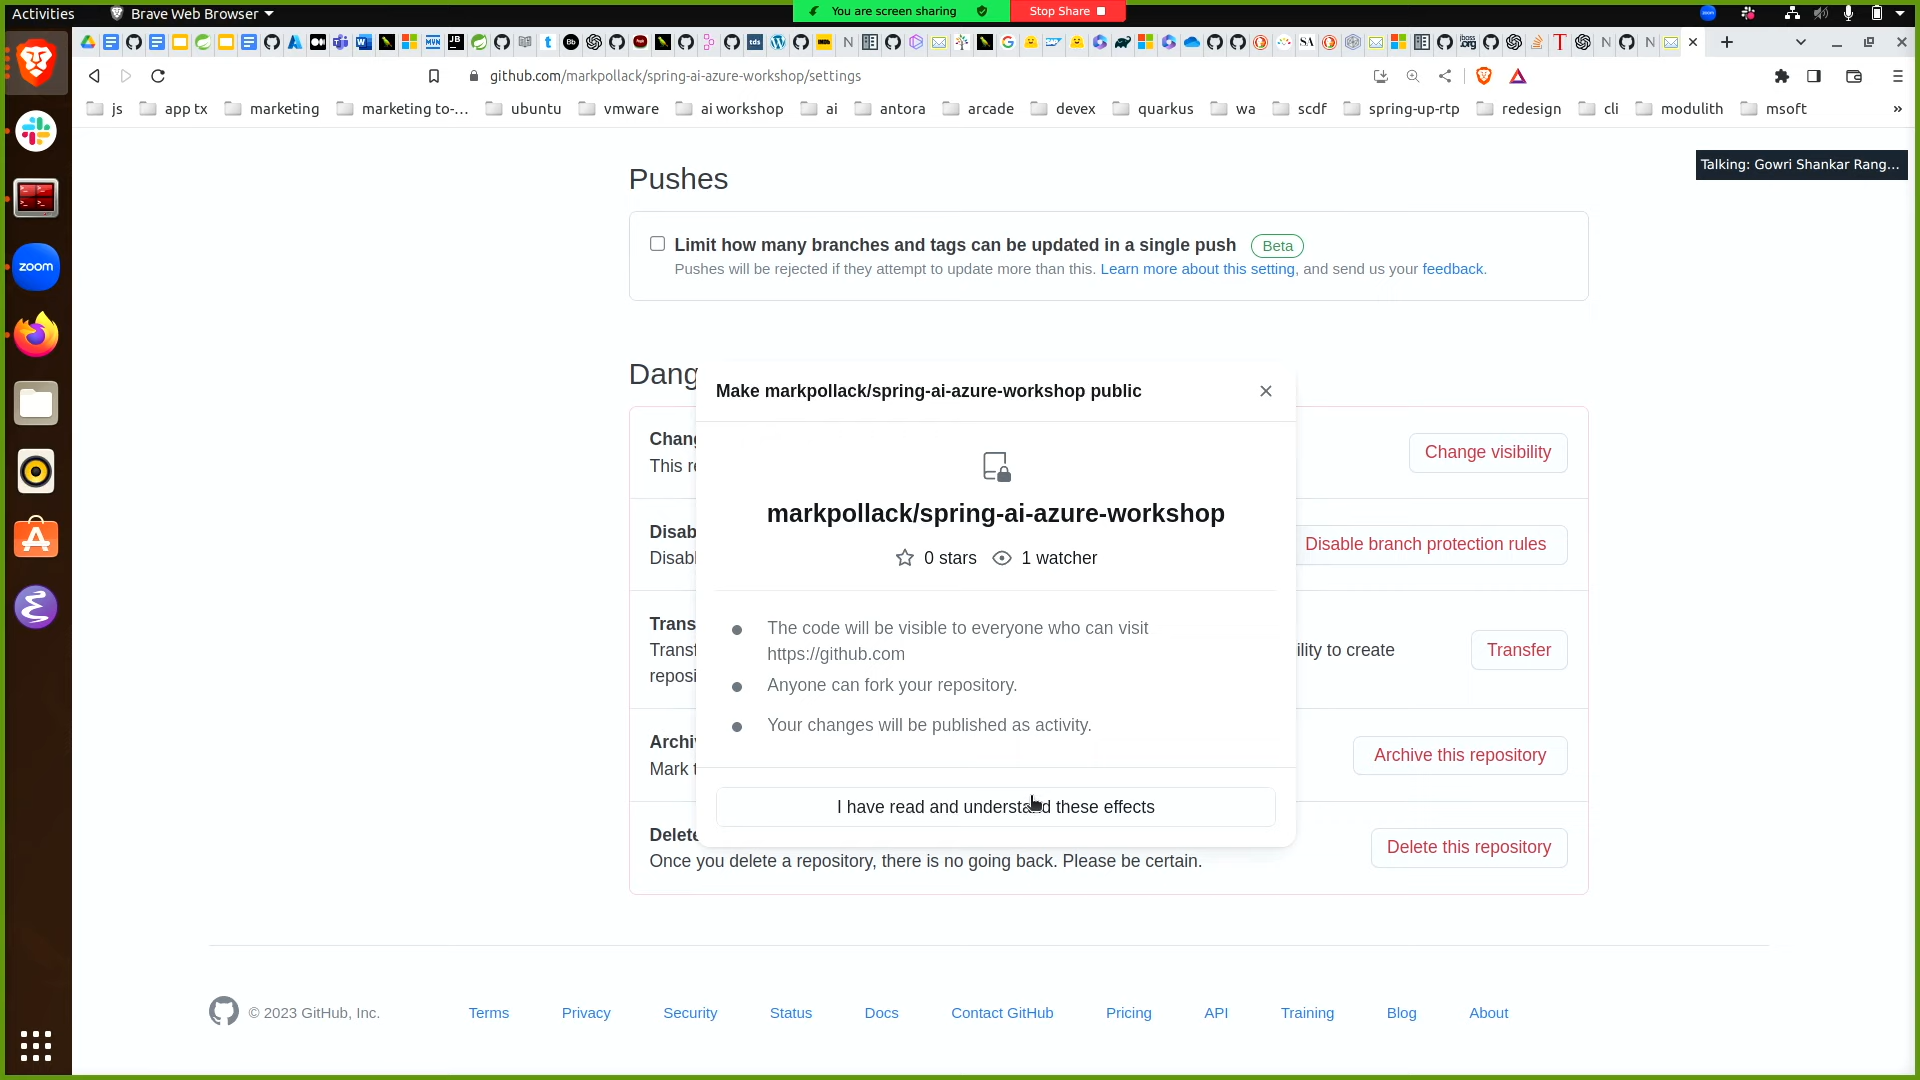 Activities
Brave Web Browser
You are screen sharing
Stop Share
github.com/markpollack/spring-ai-azure-workshop/settings
js
app tx
marketing
marketing to-...
ubuntu
vmware
ai workshop
ai
antora
arcade
devex
quarkus
wa
scdf
spring-up-rtp
redesign
cli
modulith
msoft
»
Talking: Gowri Shankar Rang...
Pushes
Limit how many branches and tags can be updated in a single push
Beta
Pushes will be rejected if they attempt to update more than this. Learn more about this setting, and send us your feedback.
Dang
Make markpollack/spring-ai-azure-workshop public
Chang
This re
Change visibility
markpollack/spring-ai-azure-workshop
0 stars
1 watcher
Disab
Disabl
Disable branch protection rules
The code will be visible to everyone who can visit
https://github.com
Anyone can fork your repository.
Your changes will be published as activity.
Trans
Transf
ility to create
reposi
Transfer
Archi
Mark t
Archive this repository
I have read and understand these effects
Delete
Once you delete a repository, there is no going back. Please be certain.
Delete this repository
© 2023 GitHub, Inc.
Terms
Privacy
Security
Status
Docs
Contact GitHub
Pricing
API
Training
Blog
About
zoom